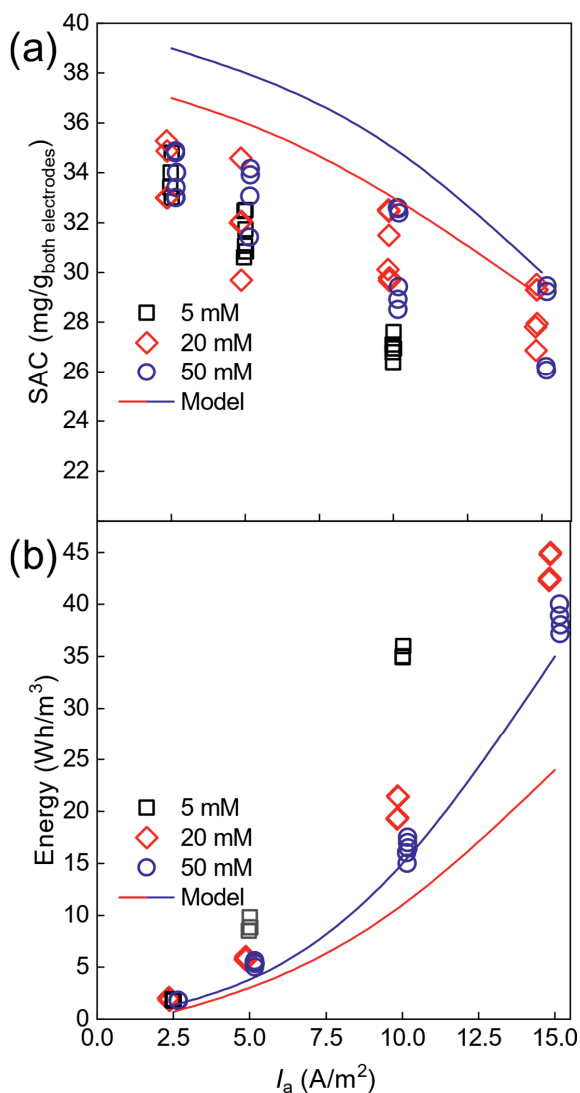 (a)
40
38
36
34
32
30
28
26
24
22
SAC (mg/g both electrodes)
5 mM
20 mM
50 mM
Model
(b)
45
40
35
30
25
20
15
10
5
0
Energy (Wh/m³)
5 mM
20 mM
50 mM
Model
0.0 2.5 5.0 7.5 10.0 12.5 15.0
Iₐ (A/m²)